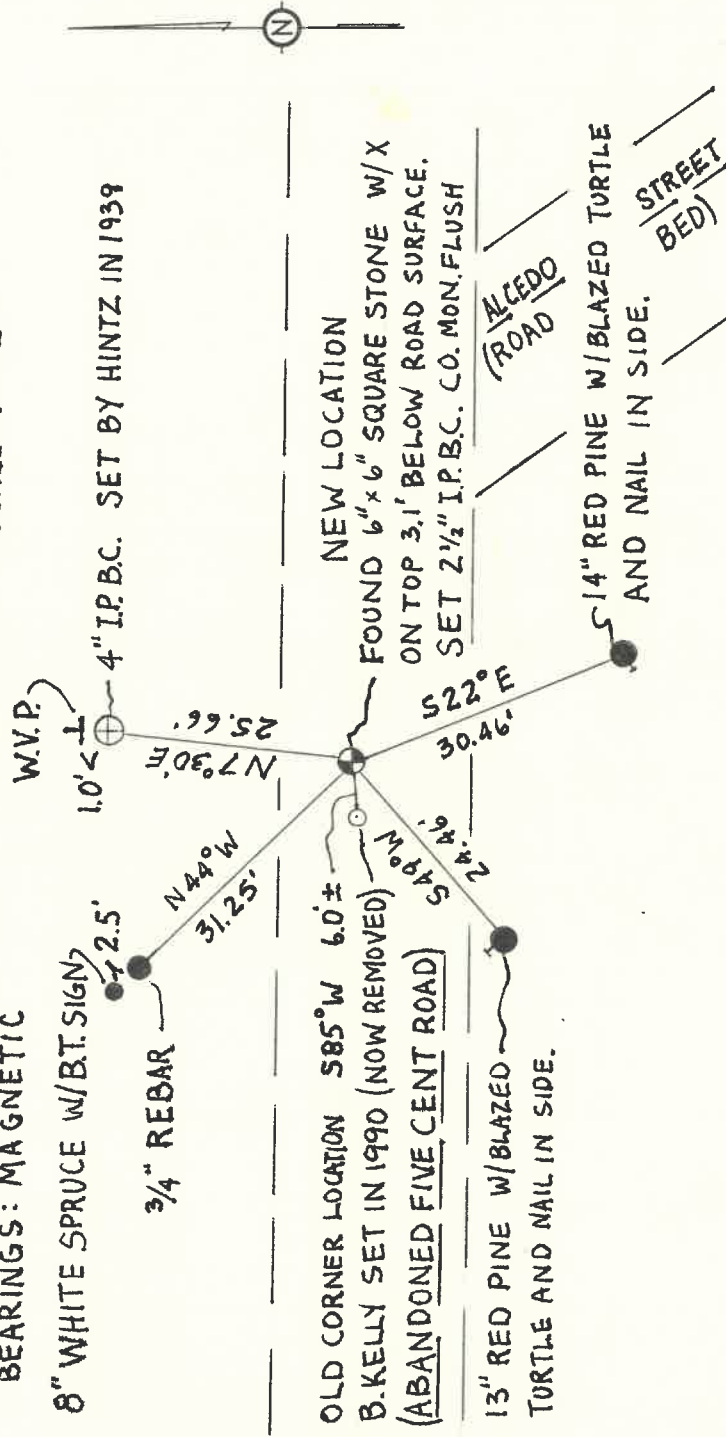 BEARINGS: MAGNETIC
8" WHITE SPRUCE W/B.T. SIGN
2.5'
3/4" REBAR
W.V.P.
1.0'
4" I.P.B.C. SET BY HINTZ IN 1939
N
N44°W
31.25'
N7°30'E
25.66'
OLD CORNER LOCATION S85°W 6.0'±
B. KELLY SET IN 1990 (NOW REMOVED)
(ABANDONED FIVE CENT ROAD)
NEW LOCATION
FOUND 6" x 6" SQUARE STONE W/ X
ON TOP 3.1' BELOW ROAD SURFACE.
SET 2½" I.P.B.C. CO. MON. FLUSH
S49°W
24.46'
S22°E
30.46'
ALCEDO STREET
(ROAD BED)
13" RED PINE W/BLAZED
TURTLE AND NAIL IN SIDE.
14" RED PINE W/BLAZED TURTLE
AND NAIL IN SIDE.